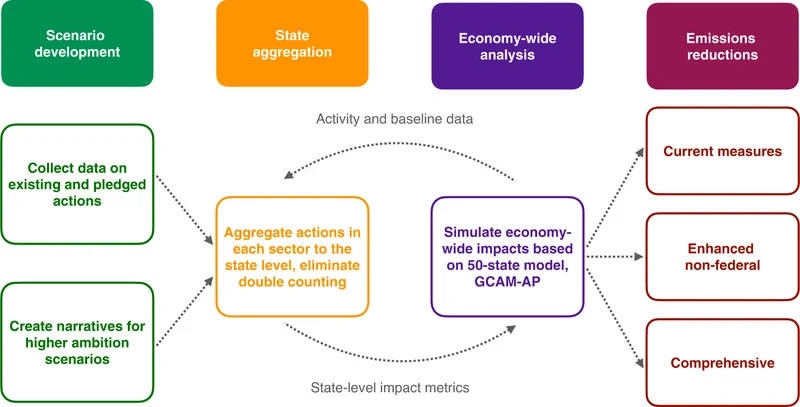 Scenario
development
State
aggregation
Economy-wide
analysis
Emissions
reductions
Activity and baseline data
Collect data on
existing and pledged
actions
Create narratives for
higher ambition
scenarios
Aggregate actions in
each sector to the
state level, eliminate
double counting
Simulate economy-
wide impacts based
on 50-state model,
GCAM-AP
Current measures
Enhanced
non-federal
Comprehensive
State-level impact metrics